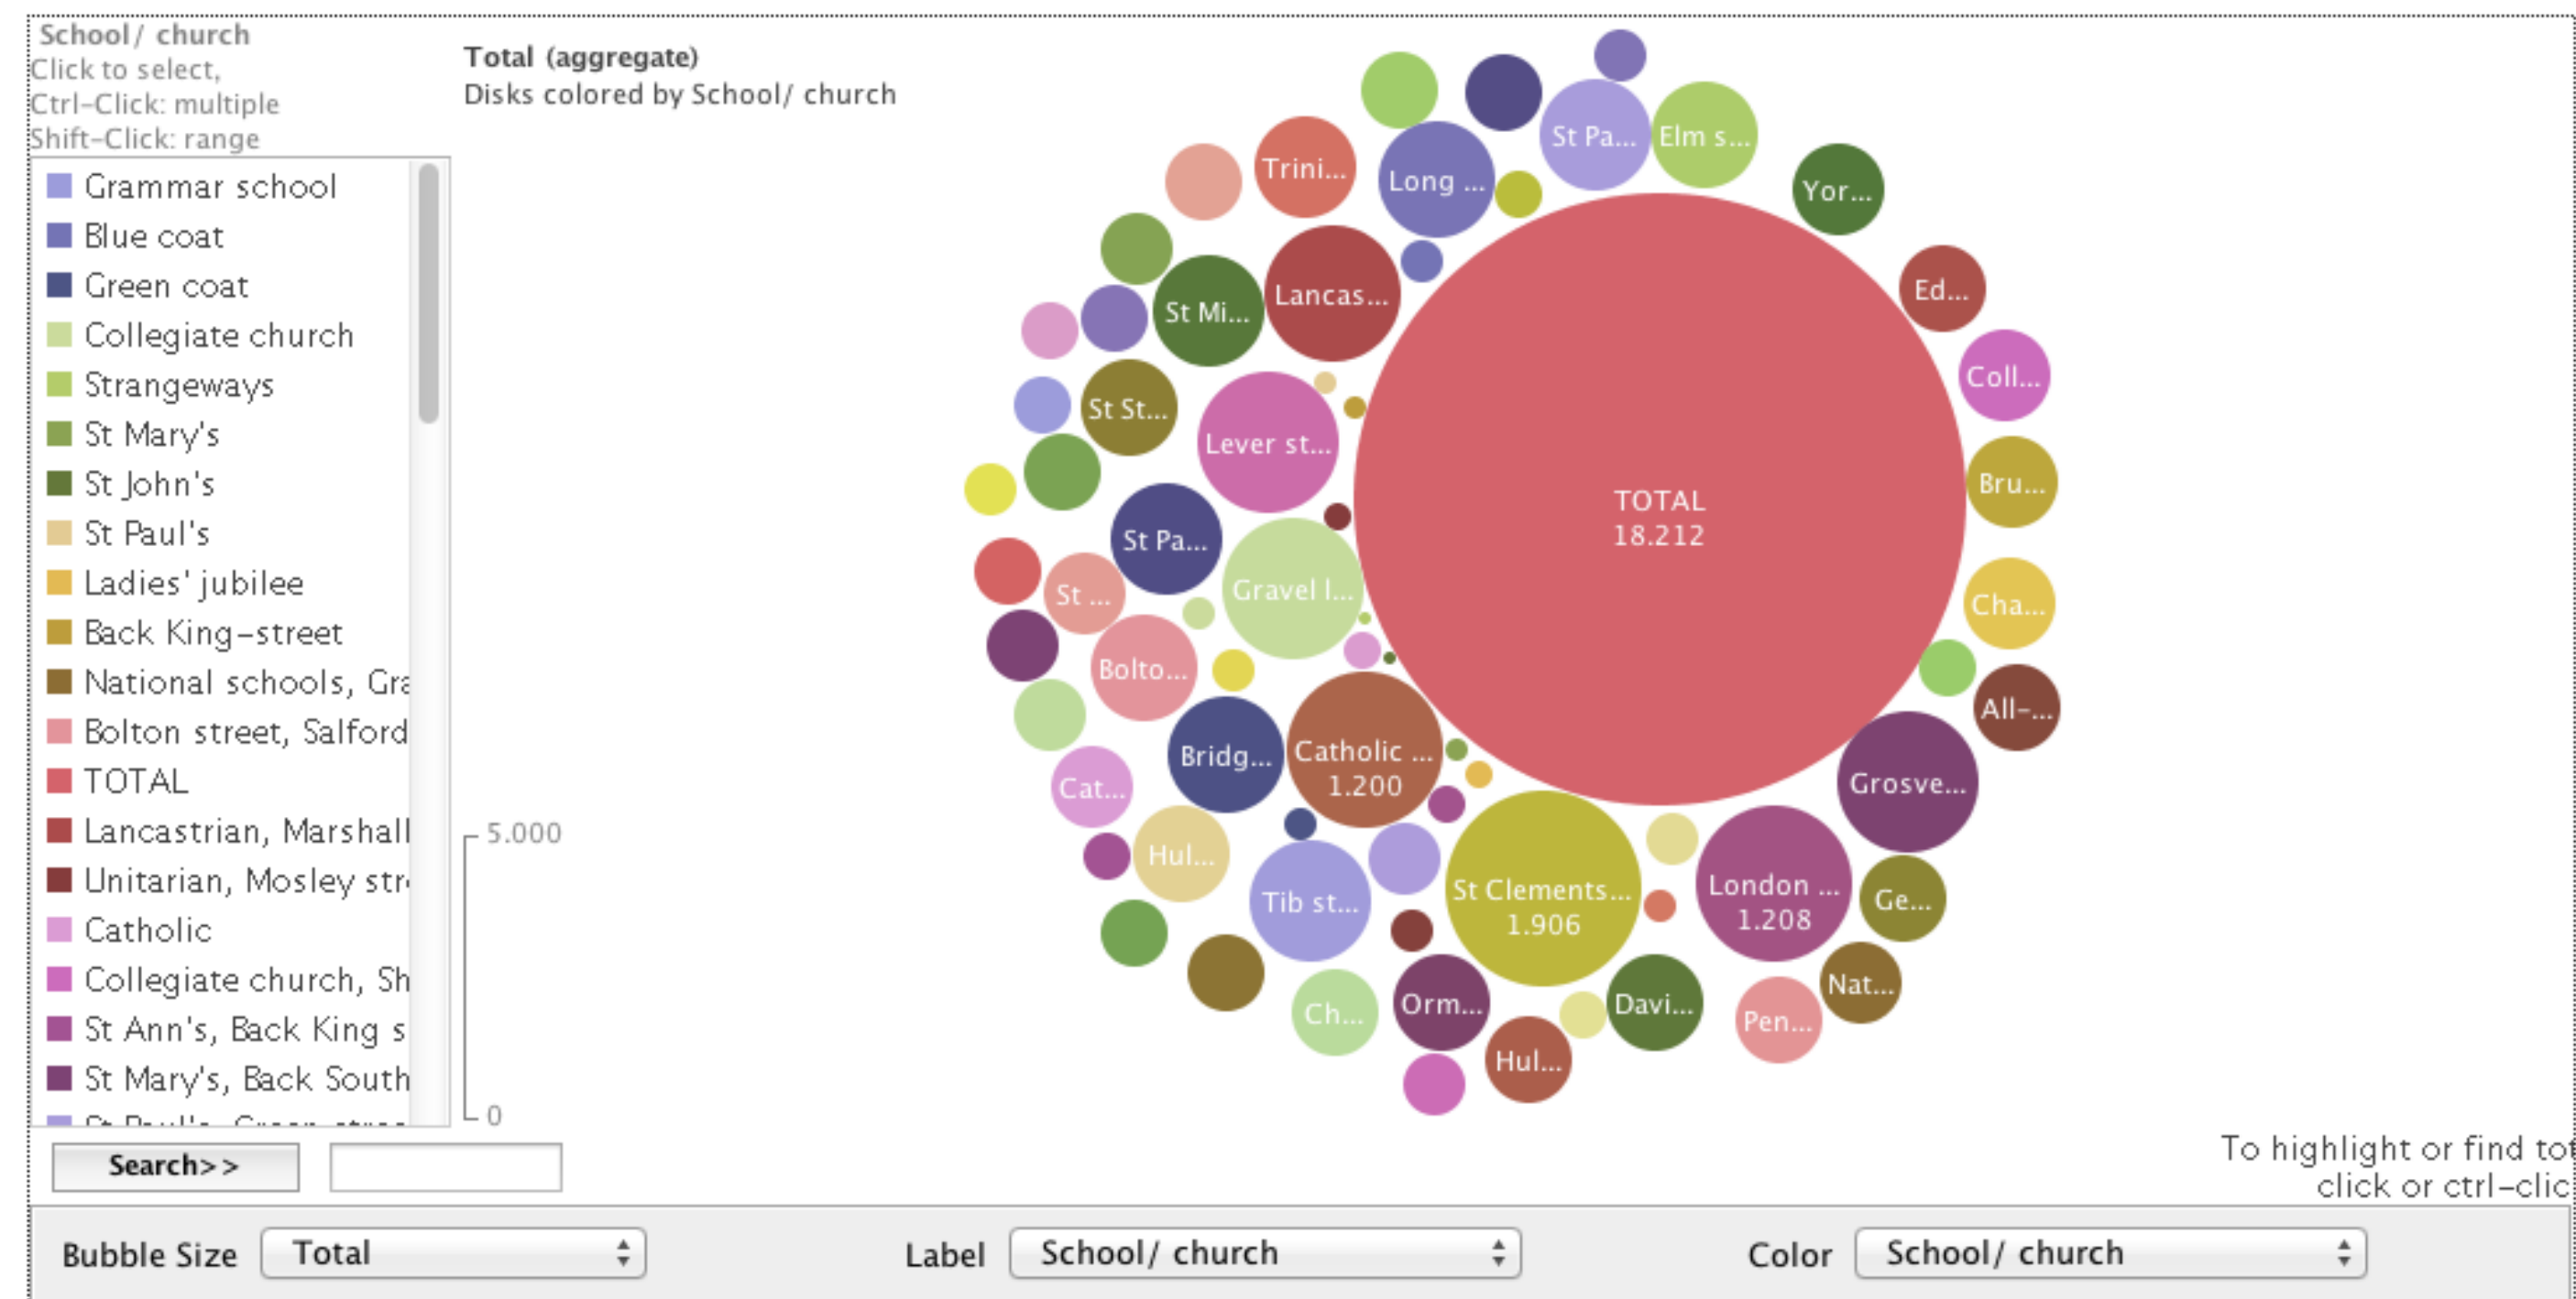 School/ church
Click to select,
Ctrl-Click: multiple
Shift-Click: range
Grammar school
Blue coat
Green coat
Collegiate church
Strangeways
St Mary's
St John's
St Paul's
Ladies' jubilee
Back King-street
National schools, Gra
Bolton street, Salford
TOTAL
Lancastrian, Marshall
Unitarian, Mosley str
Catholic
Collegiate church, Sh
St Ann's, Back King s
St Mary's, Back South
Search>>
Total (aggregate)
Disks colored by School/ church
5.000
0
St Pa...
Elm s...
Trini...
Long ...
Yor...
Lancas...
St Mi...
Ed...
Coll...
St St...
Lever st...
Bru...
TOTAL
18.212
St Pa...
Gravel l...
St ...
Cha...
Bolto...
All-...
Bridg...
Catholic ...
1.200
Grosve...
Cat...
Hul...
Tib st...
St Clements...
1.906
London ...
1.208
Ge...
Nat...
Ch...
Orm...
Davi...
Pen...
Hul...
To highlight or find tot
click or ctrl-clic
Bubble Size
Total
Label
School/ church
Color
School/ church